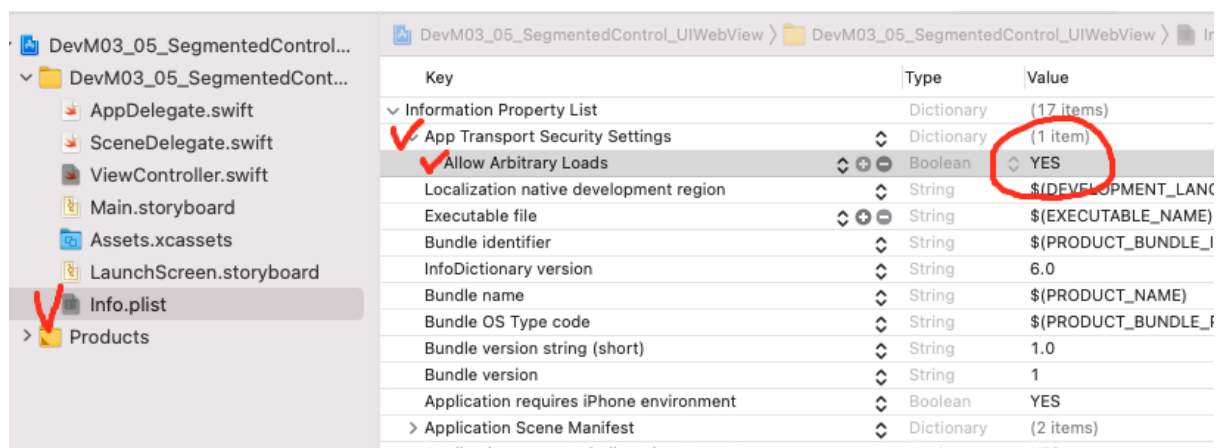 DevM03_05_SegmentedControl...
DevM03_05_SegmentedCont...
AppDelegate.swift
SceneDelegate.swift
ViewController.swift
Main.storyboard
Assets.xcassets
LaunchScreen.storyboard
Info.plist
Products
DevM03_05_SegmentedControl_UIWebView 〉 DevM03_05_SegmentedControl_UIWebView 〉 In
Key Type Value
Information Property List Dictionary (17 items)
App Transport Security Settings Dictionary (1 item)
Allow Arbitrary Loads Boolean YES
Localization native development region String $(DEVELOPMENT_LANG
Executable file String $(EXECUTABLE_NAME)
Bundle identifier String $(PRODUCT_BUNDLE_I
InfoDictionary version String 6.0
Bundle name String $(PRODUCT_NAME)
Bundle OS Type code String $(PRODUCT_BUNDLE_P
Bundle version string (short) String 1.0
Bundle version String 1
Application requires iPhone environment Boolean YES
Application Scene Manifest Dictionary (2 items)